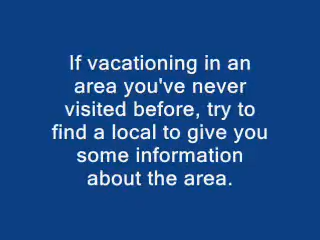 If vacationing in an
area you've never
visited before, try to
find a local to give you
some information
about the area.